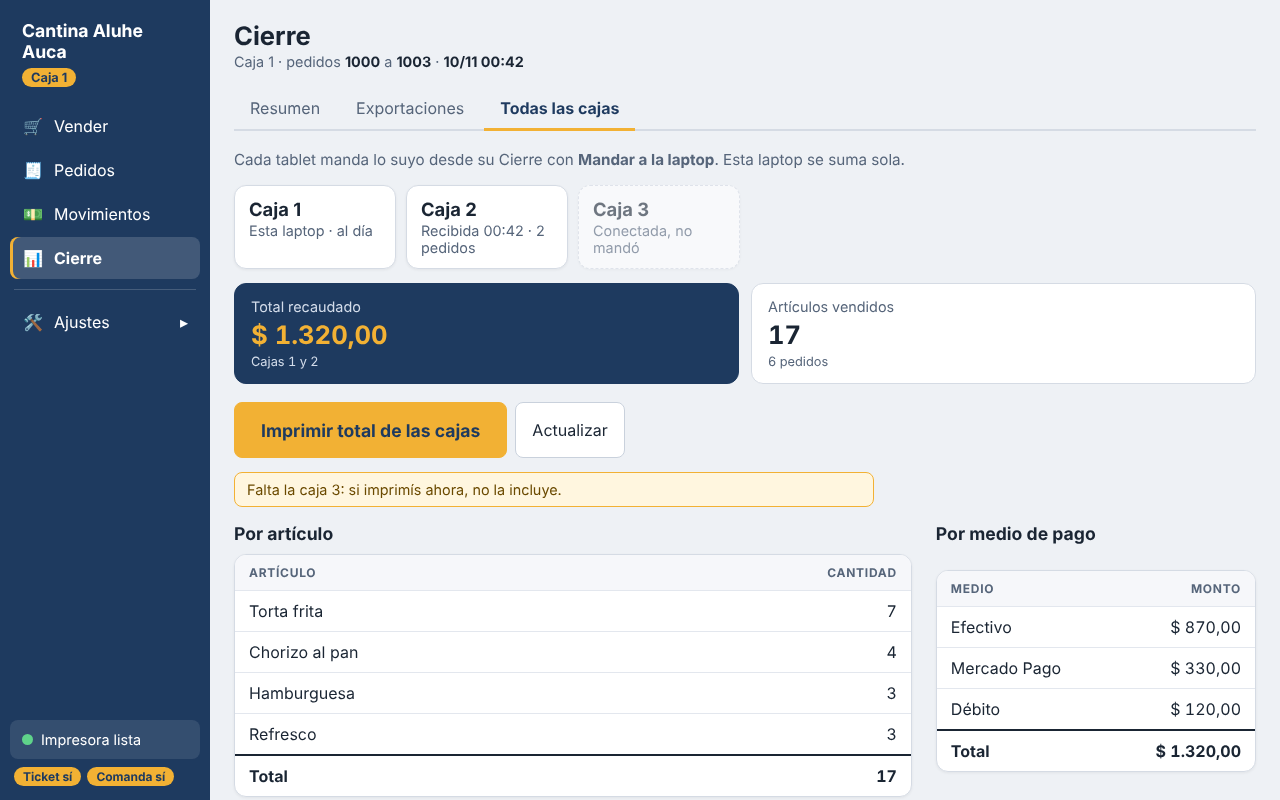 Cantina Aluhe
Auca
Caja 1
Vender
Pedidos
Movimientos
Cierre
Ajustes
Impresora lista
Ticket sí
Comanda sí
Cierre
Caja 1 · pedidos 1000 a 1003 · 10/11 00:42
Resumen
Exportaciones
Todas las cajas
Cada tablet manda lo suyo desde su Cierre con Mandar a la laptop. Esta laptop se suma sola.
Caja 1
Esta laptop · al día
Caja 2
Recibida 00:42 · 2
pedidos
Caja 3
Conectada, no
mandó
Total recaudado
$ 1.320,00
Cajas 1 y 2
Artículos vendidos
17
6 pedidos
Imprimir total de las cajas
Actualizar
Falta la caja 3: si imprimís ahora, no la incluye.
Por artículo
ARTÍCULO CANTIDAD
Torta frita 7
Chorizo al pan 4
Hamburguesa 3
Refresco 3
Total 17
Por medio de pago
MEDIO MONTO
Efectivo $ 870,00
Mercado Pago $ 330,00
Débito $ 120,00
Total $ 1.320,00